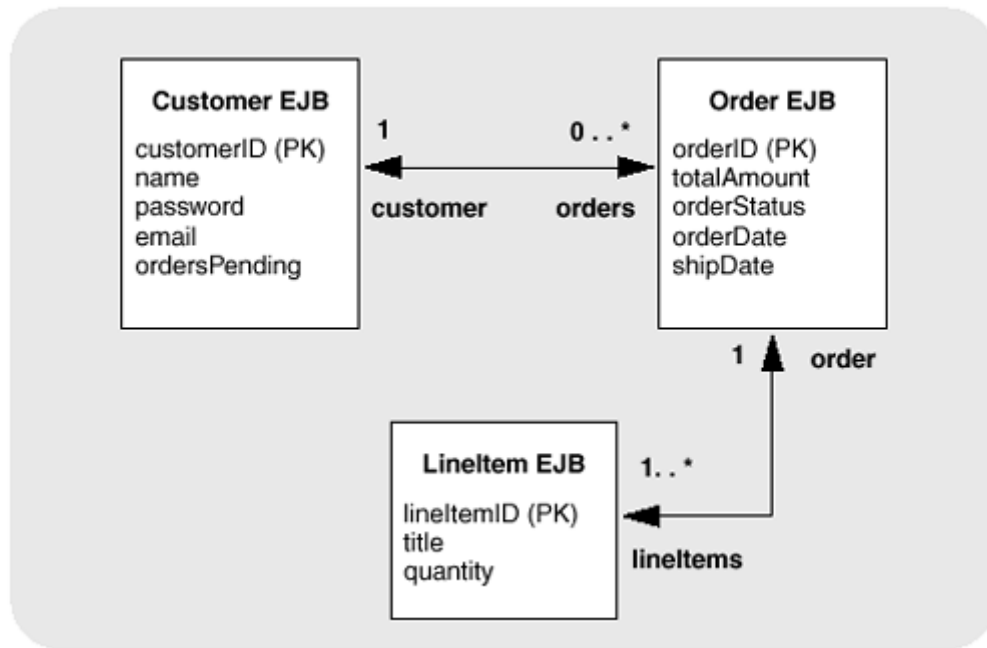 Customer EJB
customerID (PK)
name
password
email
ordersPending
1
0 . . *
customer
orders
Order EJB
orderID (PK)
totalAmount
orderStatus
orderDate
shipDate
1
order
LineItem EJB
lineItemID (PK)
title
quantity
1. . *
lineItems